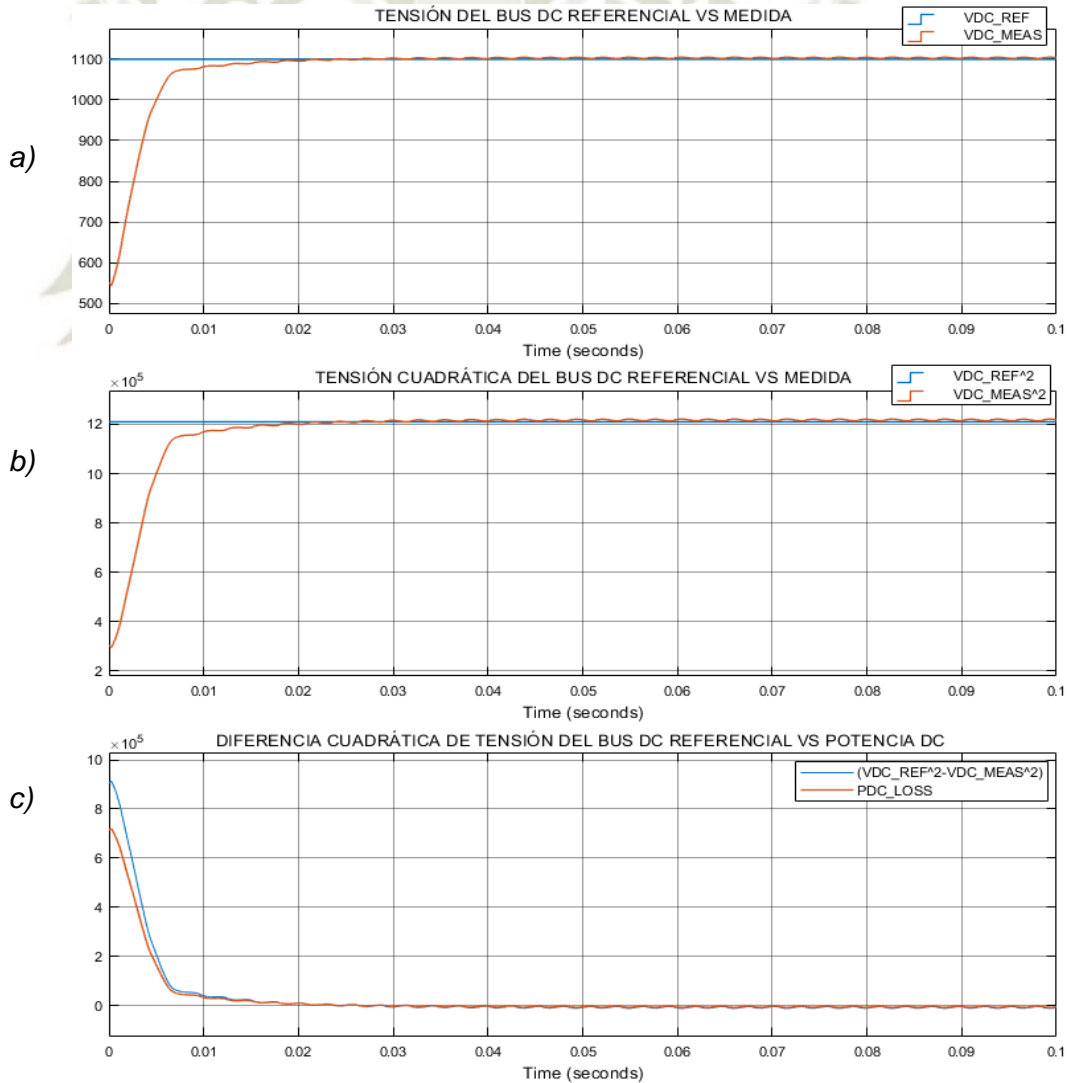 TENSIÓN DEL BUS DC REFERENCIAL VS MEDIDA
VDC_REF
VDC_MEAS
1100
1000
900
800
700
600
500
a)
0 0.01 0.02 0.03 0.04 0.05 0.06 0.07 0.08 0.09 0.1
Time (seconds)
×10^5
TENSIÓN CUADRÁTICA DEL BUS DC REFERENCIAL VS MEDIDA
VDC_REF^2
VDC_MEAS^2
12
10
8
6
4
2
b)
0 0.01 0.02 0.03 0.04 0.05 0.06 0.07 0.08 0.09 0.1
Time (seconds)
×10^5
DIFERENCIA CUADRÁTICA DE TENSIÓN DEL BUS DC REFERENCIAL VS POTENCIA DC
(VDC_REF^2-VDC_MEAS^2)
PDC_LOSS
10
8
6
4
2
0
c)
0 0.01 0.02 0.03 0.04 0.05 0.06 0.07 0.08 0.09 0.1
Time (seconds)